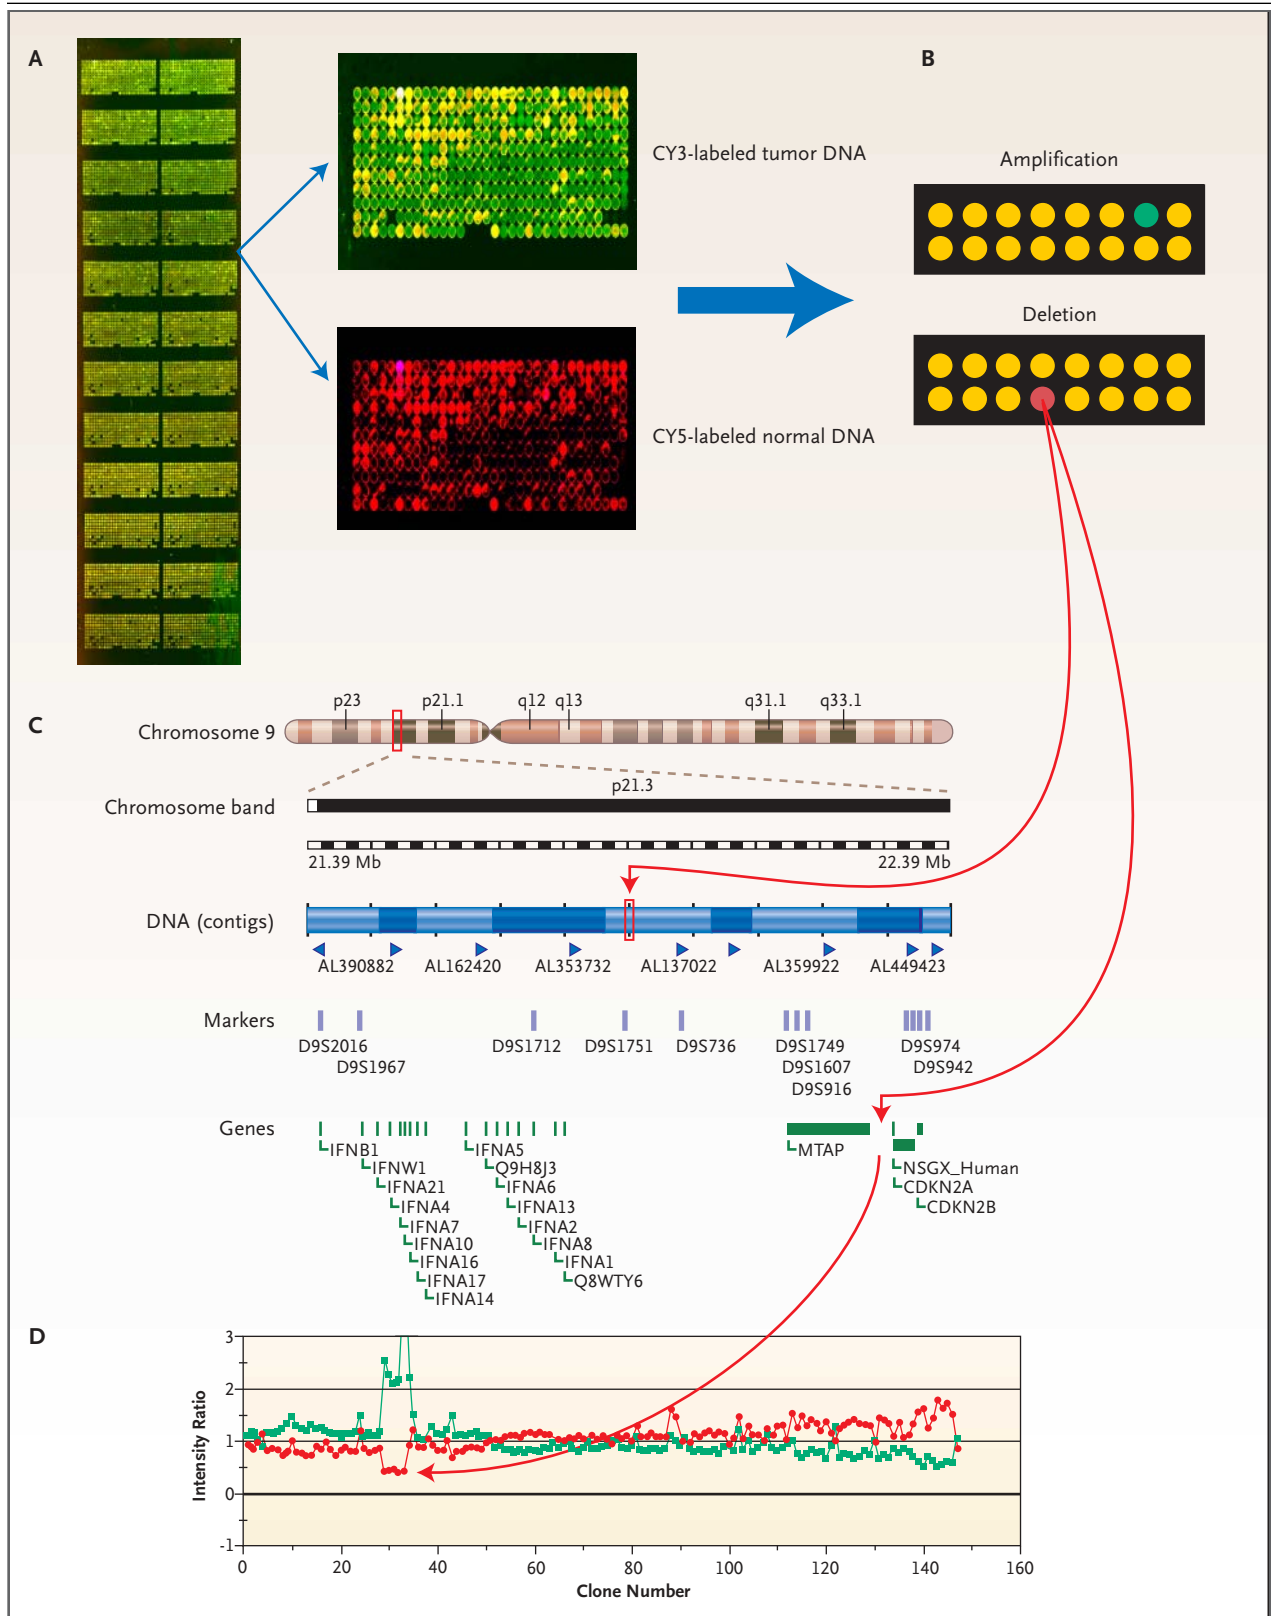 A
B
CY3-labeled tumor DNA
Amplification
Deletion
CY5-labeled normal DNA
C
p23
p21.1
q12
q13
q31.1
q33.1
Chromosome 9
p21.3
Chromosome band
21.39 Mb
22.39 Mb
DNA (contigs)
AL390882
AL162420
AL353732
AL137022
AL359922
AL449423
Markers
D9S2016
D9S1967
D9S1712
D9S1751
D9S736
D9S1749
D9S1607
D9S916
D9S974
D9S942
Genes
IFNB1
IFNW1
IFNA21
IFNA4
IFNA7
IFNA10
IFNA16
IFNA17
IFNA14
IFNA5
Q9H8J3
IFNA6
IFNA13
IFNA2
IFNA8
IFNA1
Q8WTY6
MTAP
NSGX_Human
CDKN2A
CDKN2B
D
Intensity Ratio
3
2
1
0
-1
0
20
40
60
80
100
120
140
160
Clone Number